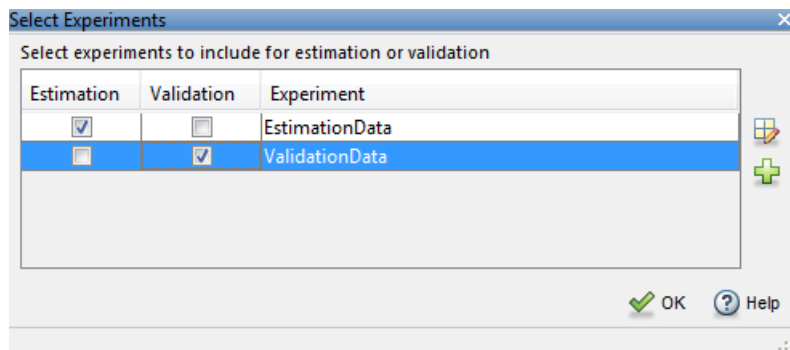 Select Experiments
Select experiments to include for estimation or validation
Estimation Validation Experiment
EstimationData
ValidationData
OK Help